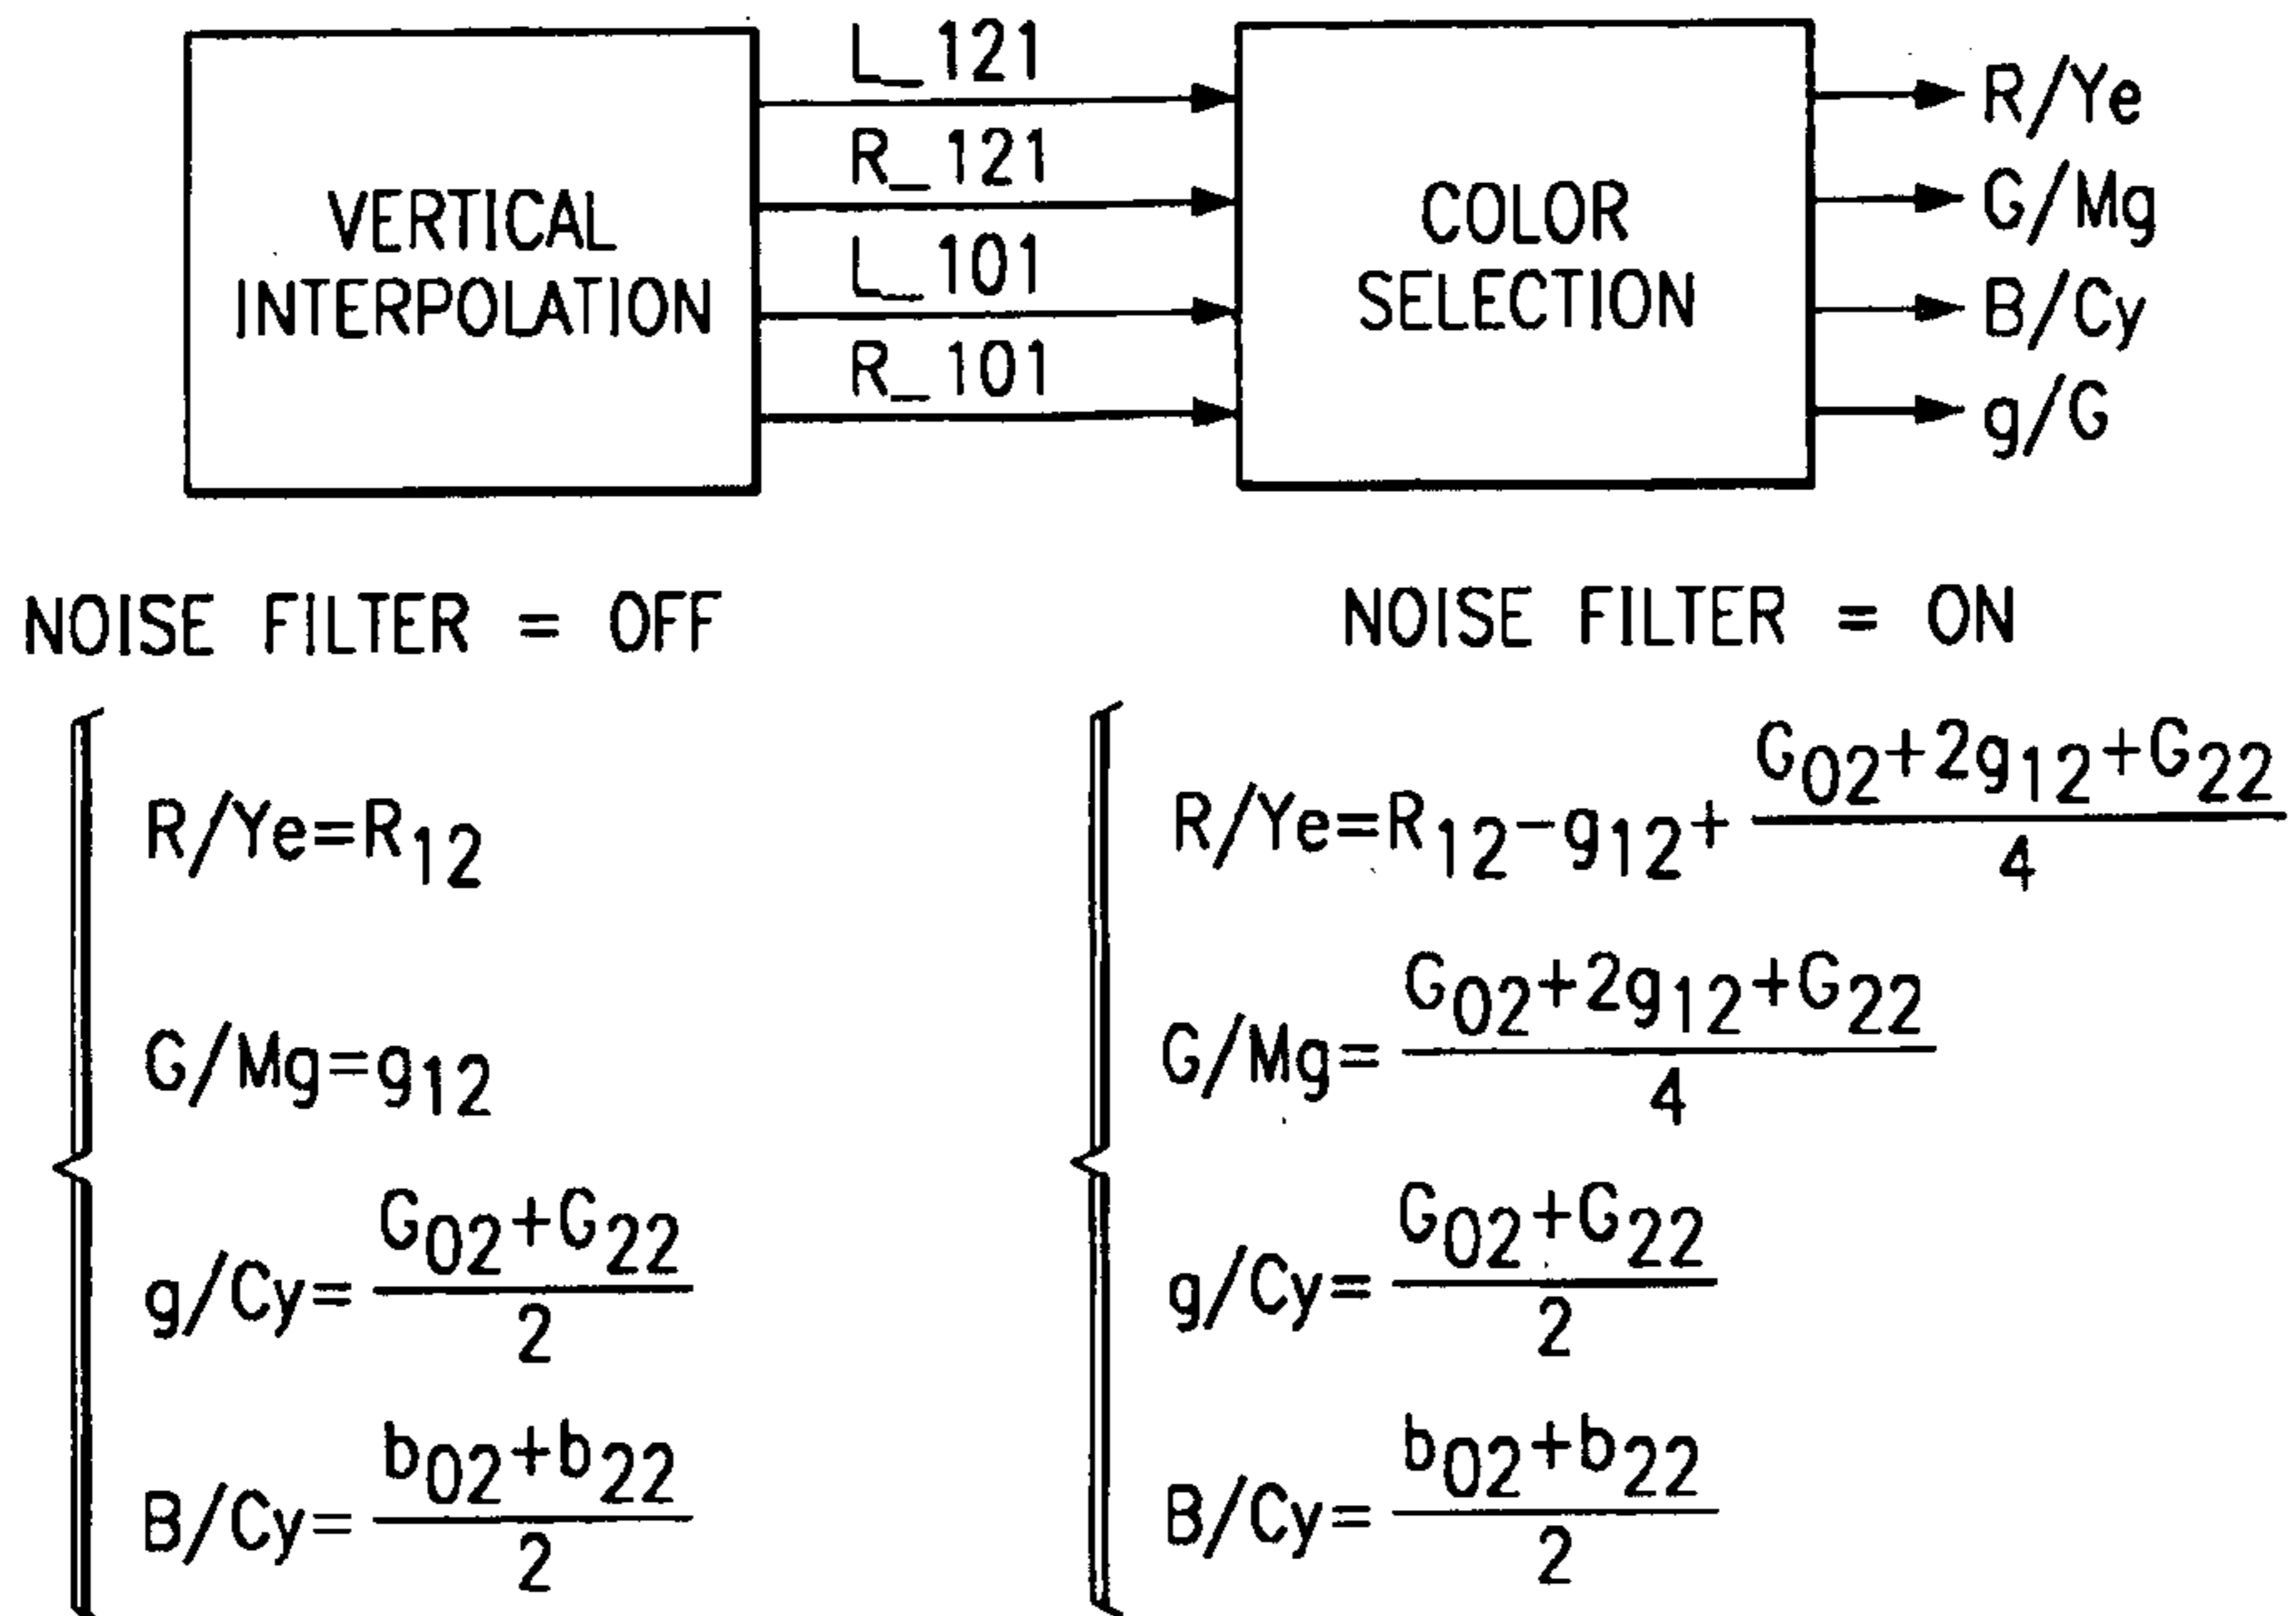 L_121
R_121
L_101
R_101
VERTICAL
INTERPOLATION
COLOR
SELECTION
R/Ye
G/Mg
B/Cy
g/G
NOISE FILTER = OFF
R/Ye=R12
G/Mg=g12
g/Cy=G02+G22/2
B/Cy=b02+b22/2
NOISE FILTER = ON
R/Ye=R12-g12+G02+2g12+G22/4
G/Mg=G02+2g12+G22/4
g/Cy=G02+G22/2
B/Cy=b02+b22/2